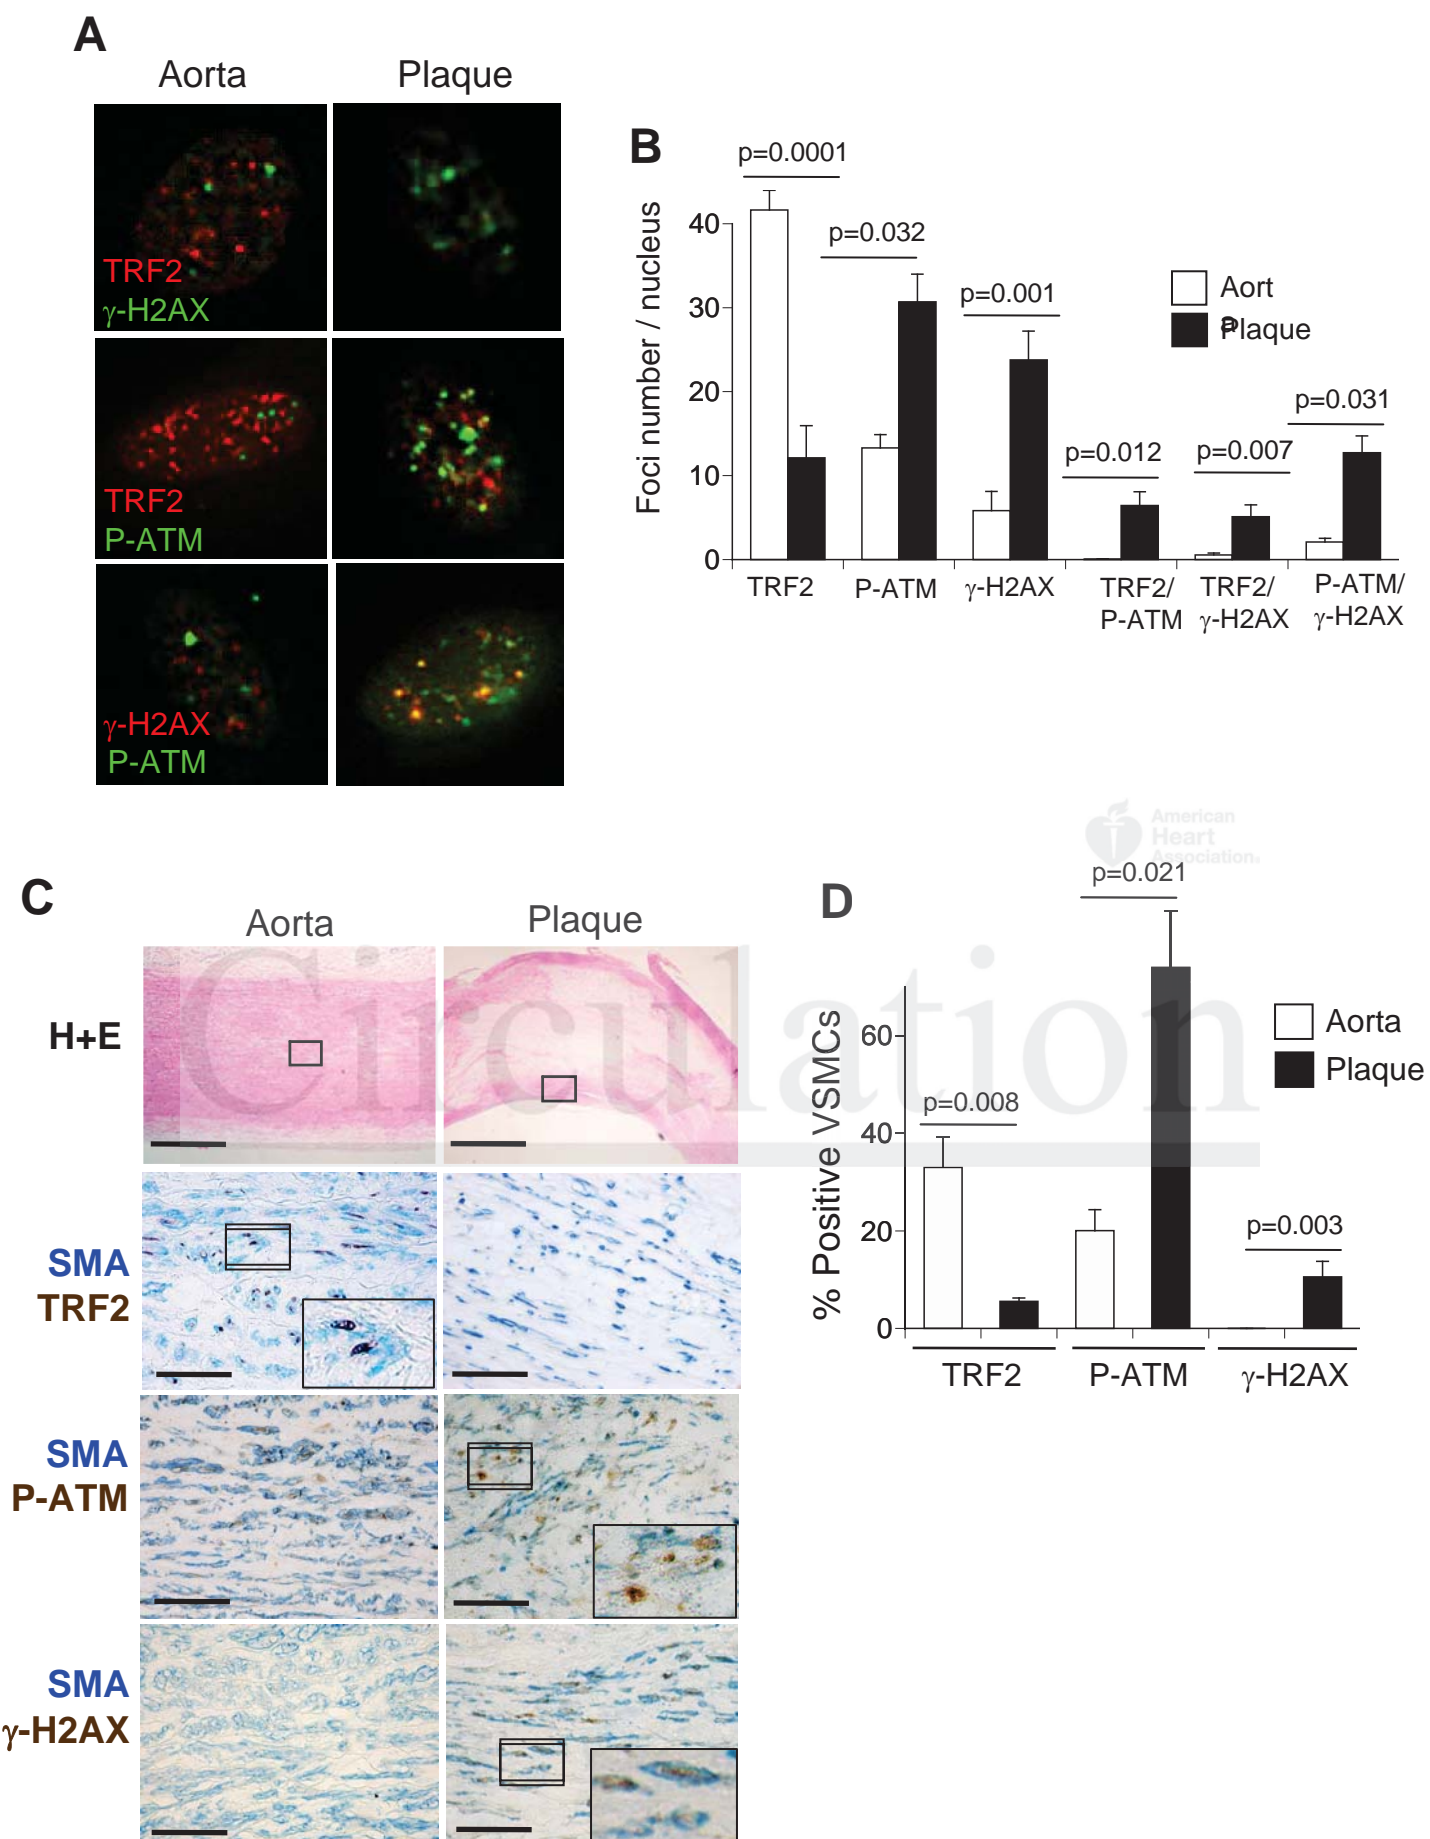 A
Aorta
Plaque
TRF2
γ-H2AX
TRF2
P-ATM
γ-H2AX
P-ATM
B
p=0.0001
p=0.032
p=0.001
p=0.012
p=0.007
p=0.031
Foci number / nucleus
40
30
20
10
0
TRF2
P-ATM
γ-H2AX
TRF2/
P-ATM
TRF2/
γ-H2AX
P-ATM/
γ-H2AX
Aort
a
Plaque
American
Heart
Association®
Circulation
C
Aorta
Plaque
H+E
SMA
TRF2
SMA
P-ATM
SMA
γ-H2AX
D
p=0.021
p=0.008
p=0.003
% Positive VSMCs
60
40
20
0
TRF2
P-ATM
γ-H2AX
Aorta
Plaque